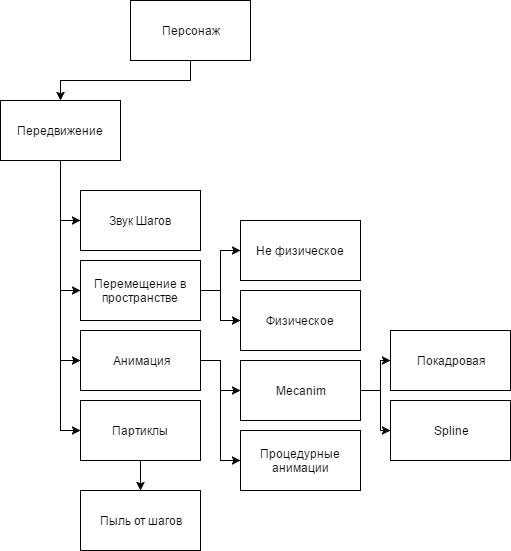 Персонаж
Передвижение
Звук Шагов
Перемещение в
пространстве
Не физическое
Физическое
Анимация
Mecanim
Покадровая
Spline
Процедурные
анимации
Партиклы
Пыль от шагов